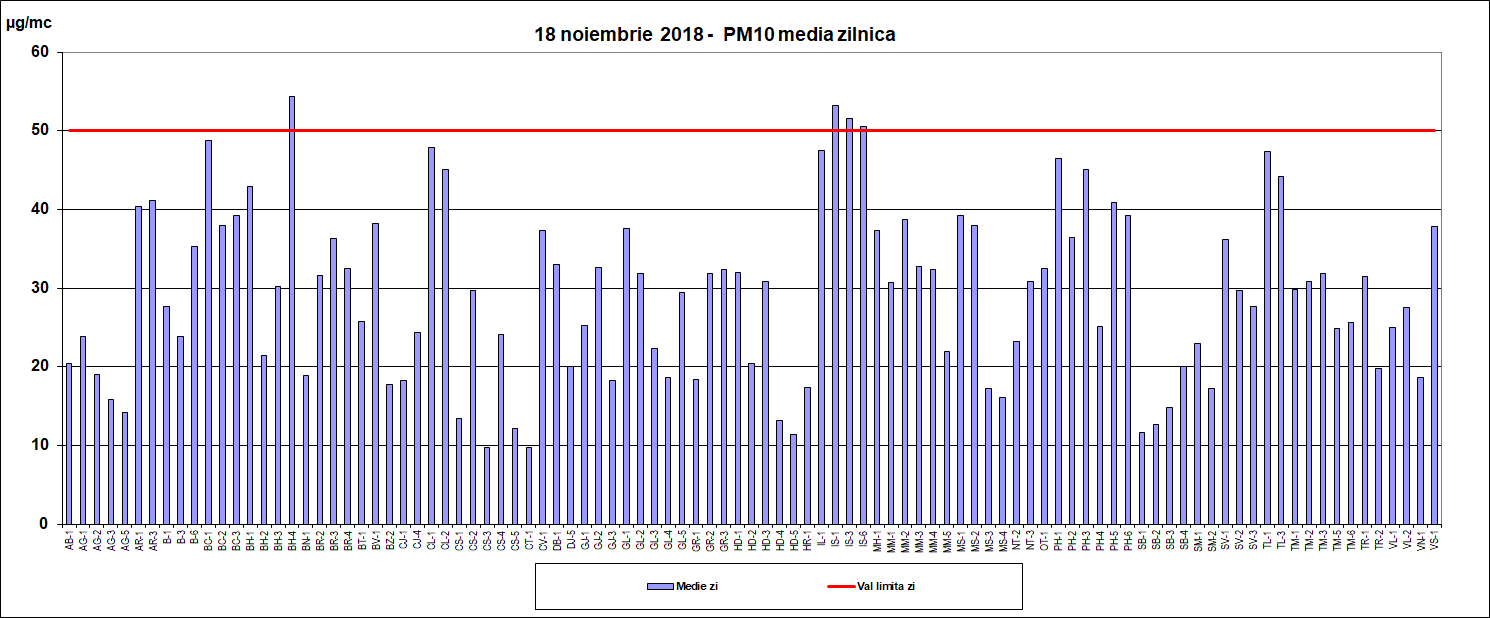 µg/mc
18 noiembrie 2018 - PM10 media zilnica
60
50
40
30
20
10
0
AB-1 AG-1 AG-2 AG-3 AG-5 AR-1 AR-3 B-1 B-3 B-6 BC-1 BC-2 BC-3 BH-1 BH-2 BH-3 BH-4 BN-1 BR-2 BR-3 BR-4 BT-1 BV-1 BZ-2 CJ-1 CJ-4 CL-1 CL-2 CS-1 CS-2 CS-3 CS-4 CS-5 CT-1 CV-1 DB-1 DJ-5 GJ-1 GJ-2 GJ-3 GL-1 GL-2 GL-3 GL-4 GL-5 GR-1 GR-2 GR-3 HD-1 HD-2 HD-3 HD-4 HD-5 HR-1 IL-1 IS-1 IS-3 IS-6 MH-1 MM-1 MM-2 MM-3 MM-4 MM-5 MS-1 MS-2 MS-3 MS-4 NT-2 NT-3 OT-1 PH-1 PH-2 PH-3 PH-4 PH-5 PH-6 SB-1 SB-2 SB-3 SB-4 SM-1 SM-2 SV-1 SV-2 SV-3 TL-1 TL-3 TM-1 TM-2 TM-3 TM-5 TM-6 TR-1 TR-2 VL-1 VL-2 VN-1 VS-1
Medie zi Val limita zi